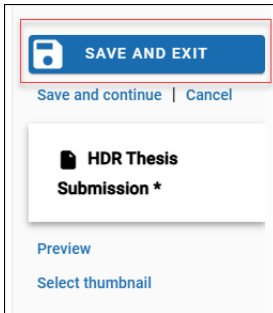 SAVE AND EXIT
Save and continue | Cancel
HDR Thesis
Submission *
Preview
Select thumbnail